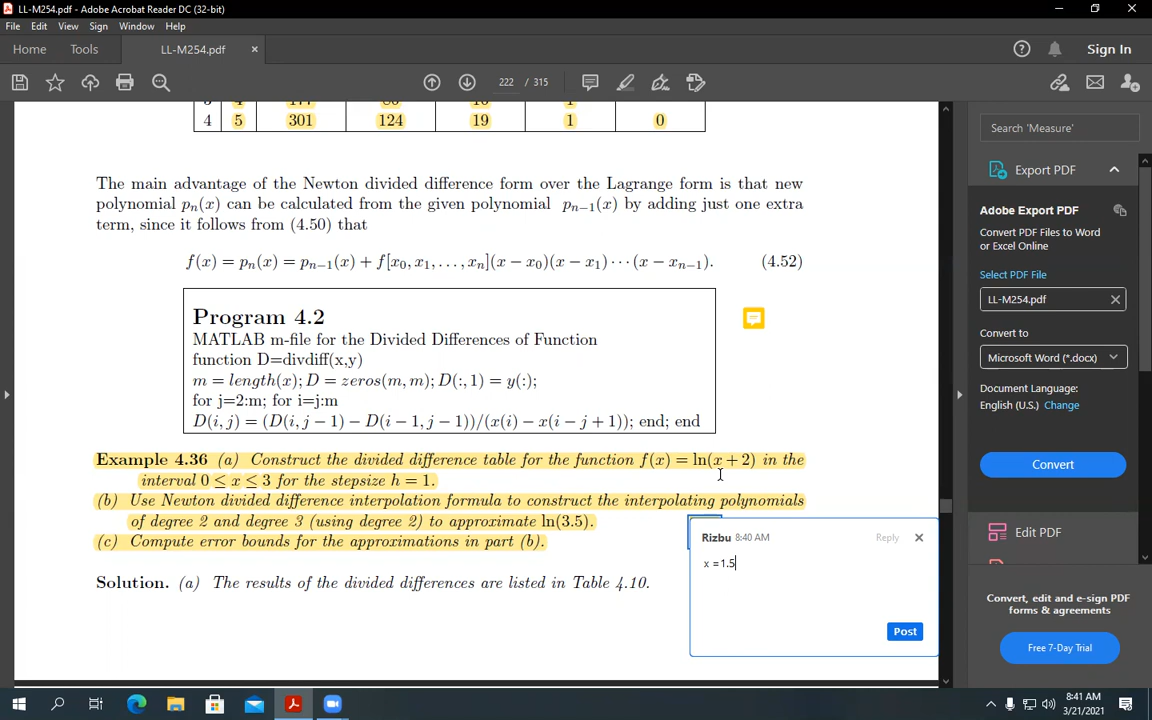 LL-M254.pdf - Adobe Acrobat Reader DC (32-bit)
File Edit View Sign Window Help
Home Tools LL-M254.pdf × Sign In
222 / 315
4 5 301 124 19 1 0
The main advantage of the Newton divided difference form over the Lagrange form is that new
polynomial pₙ(x) can be calculated from the given polynomial pₙ₋₁(x) by adding just one extra
term, since it follows from (4.50) that
f(x) = pₙ(x) = pₙ₋₁(x) + f[x₀, x₁, . . . , xₙ](x − x₀)(x − x₁) · · · (x − xₙ₋₁). (4.52)
Program 4.2
MATLAB m-file for the Divided Differences of Function
function D=divdiff(x,y)
m = length(x); D = zeros(m, m); D(:, 1) = y(:);
for j=2:m; for i=j:m
D(i, j) = (D(i, j − 1) − D(i − 1, j − 1))/(x(i) − x(i − j + 1)); end; end
Example 4.36 (a) Construct the divided difference table for the function f(x) = ln(x + 2) in the
interval 0 ≤ x ≤ 3 for the stepsize h = 1.
(b) Use Newton divided difference interpolation formula to construct the interpolating polynomials
of degree 2 and degree 3 (using degree 2) to approximate ln(3.5).
(c) Compute error bounds for the approximations in part (b).
Solution. (a) The results of the divided differences are listed in Table 4.10.
Rizbu 8:40 AM Reply
x =1.5
Post
Search 'Measure'
Export PDF
Adobe Export PDF
Convert PDF Files to Word
or Excel Online
Select PDF File
LL-M254.pdf
Convert to
Microsoft Word (*.docx)
Document Language:
English (U.S.) Change
Convert
Edit PDF
Convert, edit and e-sign PDF
forms & agreements
Free 7-Day Trial
8:41 AM
3/21/2021